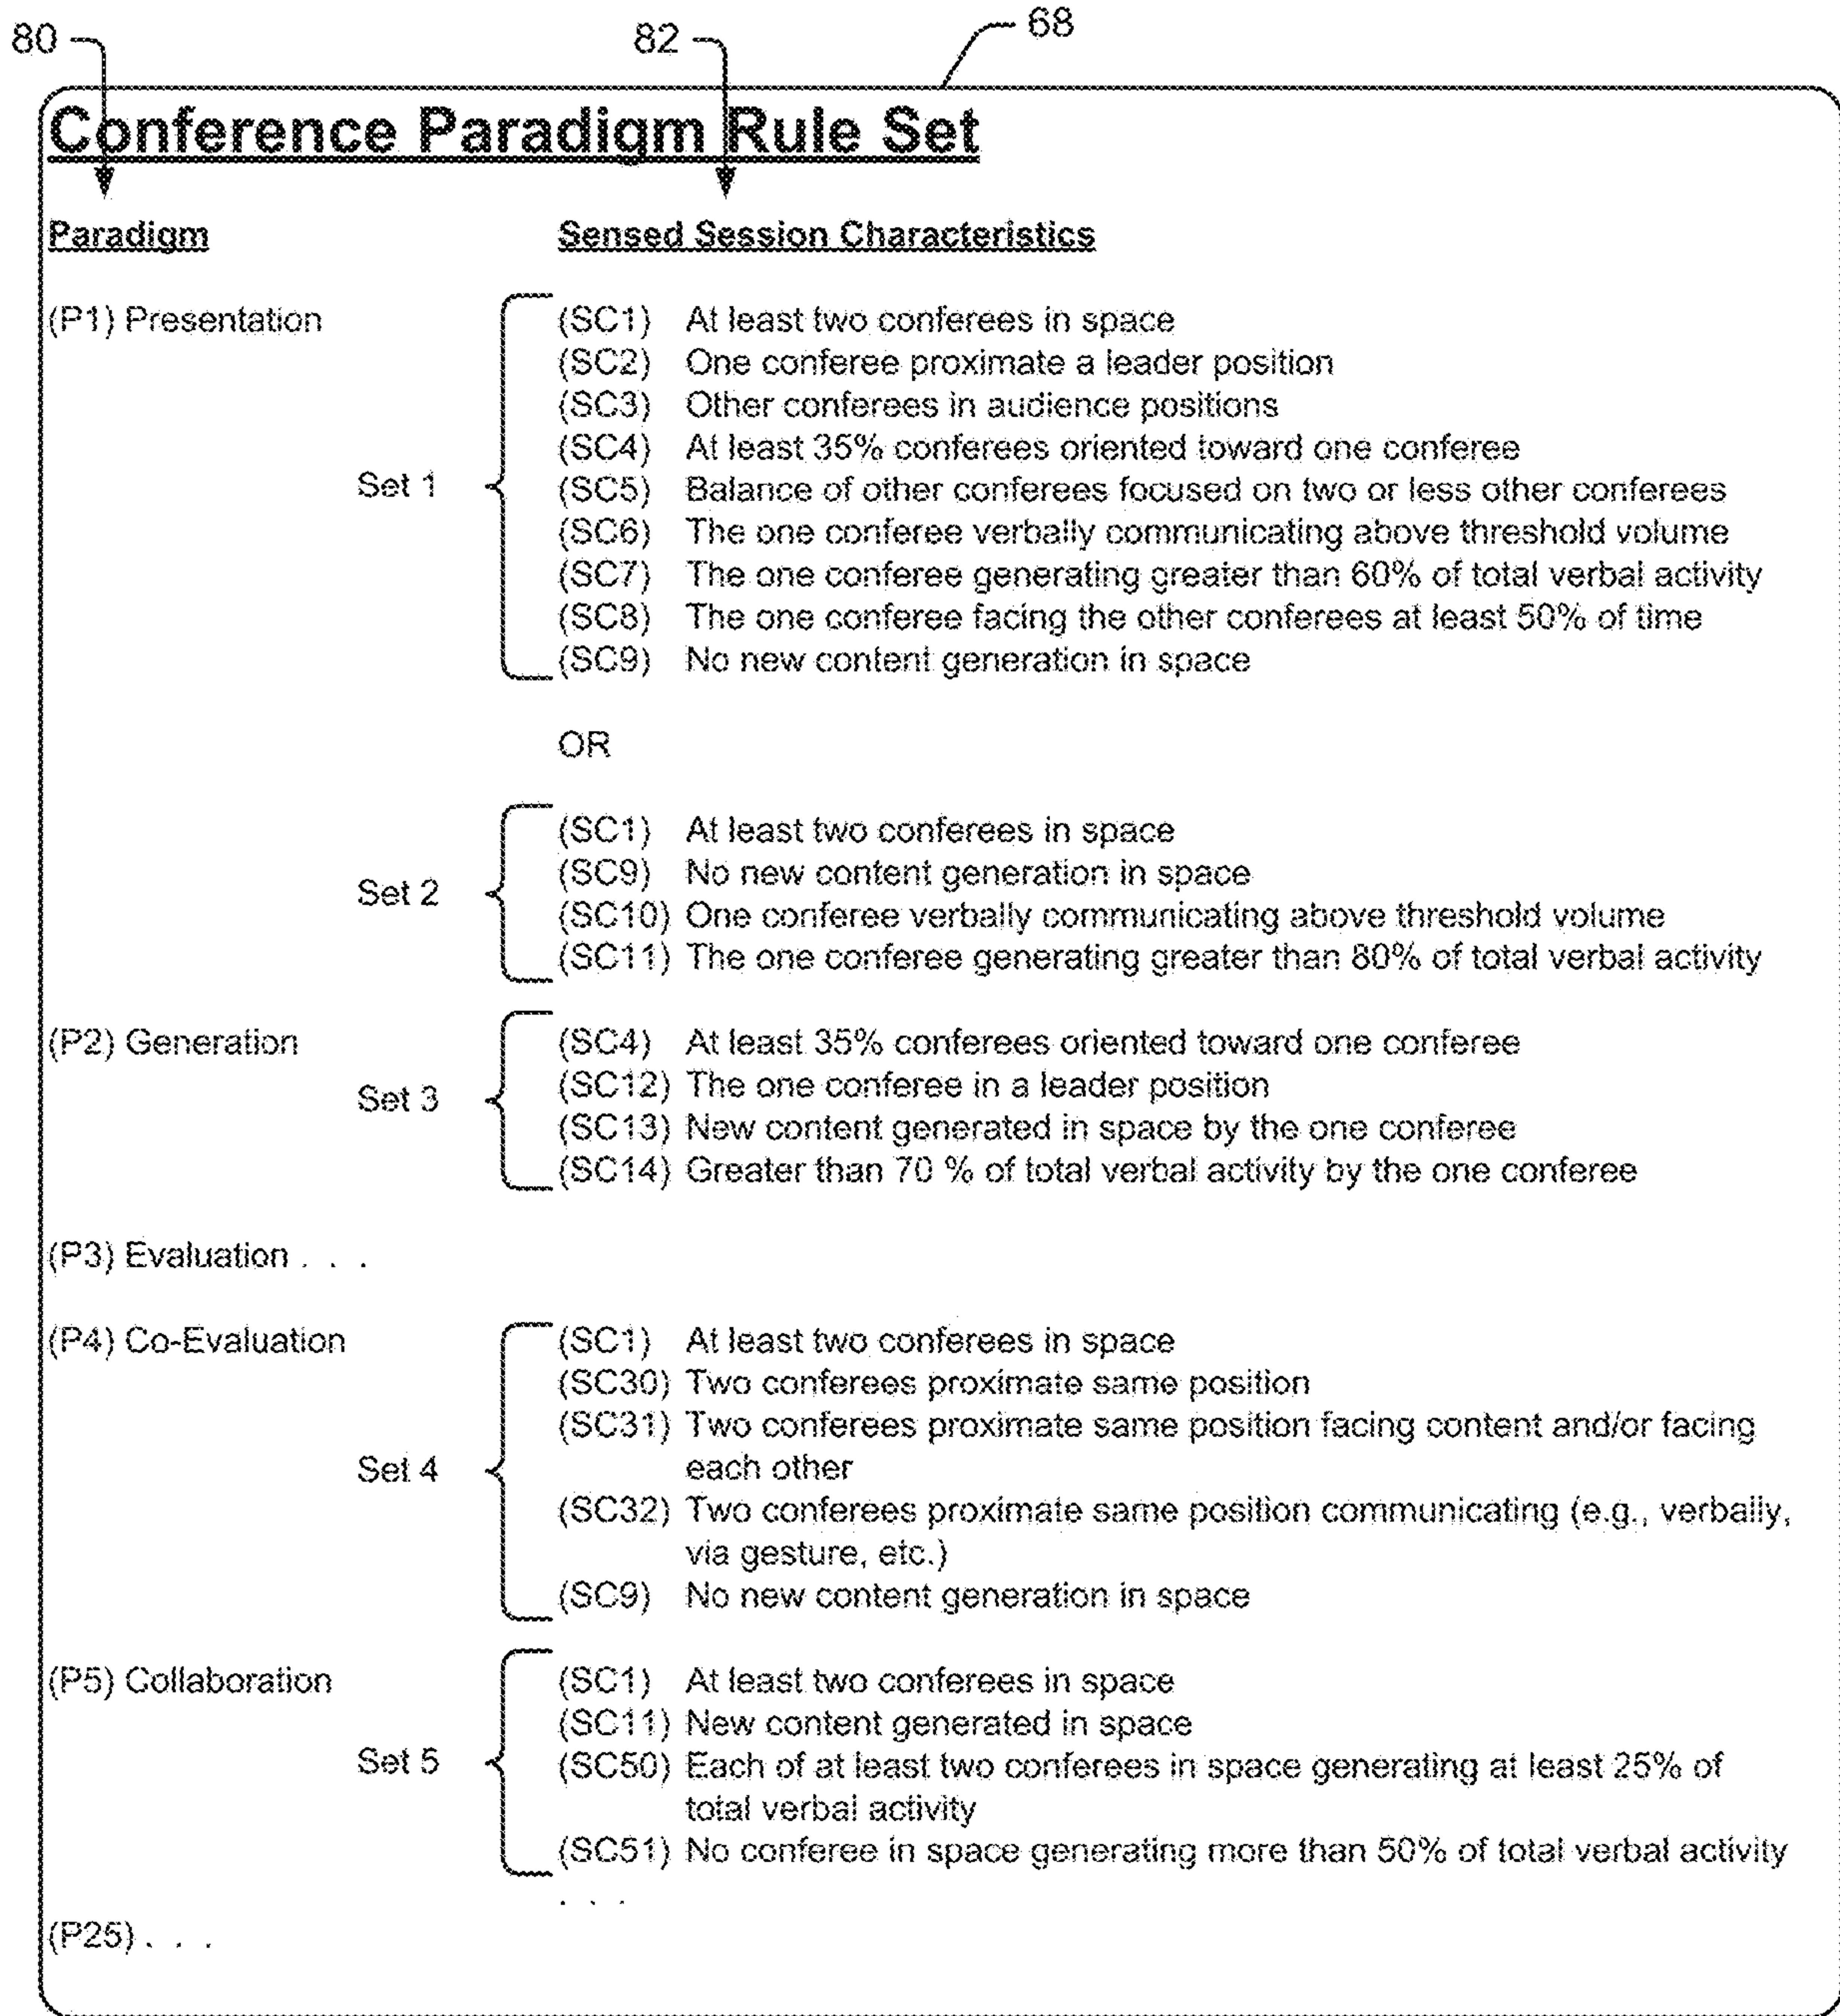 80
82
68
Conference Paradigm Rule Set
Paradigm
Sensed Session Characteristics
(P1) Presentation
Set 1
(SC1) At least two conferees in space
(SC2) One conferee proximate a leader position
(SC3) Other conferees in audience positions
(SC4) At least 35% conferees oriented toward one conferee
(SC5) Balance of other conferees focused on two or less other conferees
(SC6) The one conferee verbally communicating above threshold volume
(SC7) The one conferee generating greater than 60% of total verbal activity
(SC8) The one conferee facing the other conferees at least 50% of time
(SC9) No new content generation in space
OR
Set 2
(SC1) At least two conferees in space
(SC9) No new content generation in space
(SC10) One conferee verbally communicating above threshold volume
(SC11) The one conferee generating greater than 80% of total verbal activity
(P2) Generation
Set 3
(SC4) At least 35% conferees oriented toward one conferee
(SC12) The one conferee in a leader position
(SC13) New content generated in space by the one conferee
(SC14) Greater than 70 % of total verbal activity by the one conferee
(P3) Evaluation . . .
(P4) Co-Evaluation
Set 4
(SC1) At least two conferees in space
(SC30) Two conferees proximate same position
(SC31) Two conferees proximate same position facing content and/or facing
each other
(SC32) Two conferees proximate same position communicating (e.g., verbally,
via gesture, etc.)
(SC9) No new content generation in space
(P5) Collaboration
Set 5
(SC1) At least two conferees in space
(SC11) New content generated in space
(SC50) Each of at least two conferees in space generating at least 25% of
total verbal activity
(SC51) No conferee in space generating more than 50% of total verbal activity
. . .
(P25) . . .